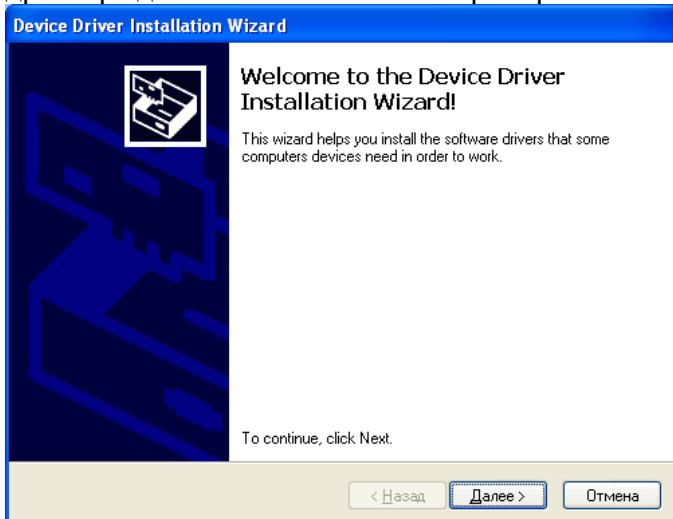 Device Driver Installation Wizard
Welcome to the Device Driver
Installation Wizard!
This wizard helps you install the software drivers that some
computers devices need in order to work.
To continue, click Next.
< Назад Далее > Отмена